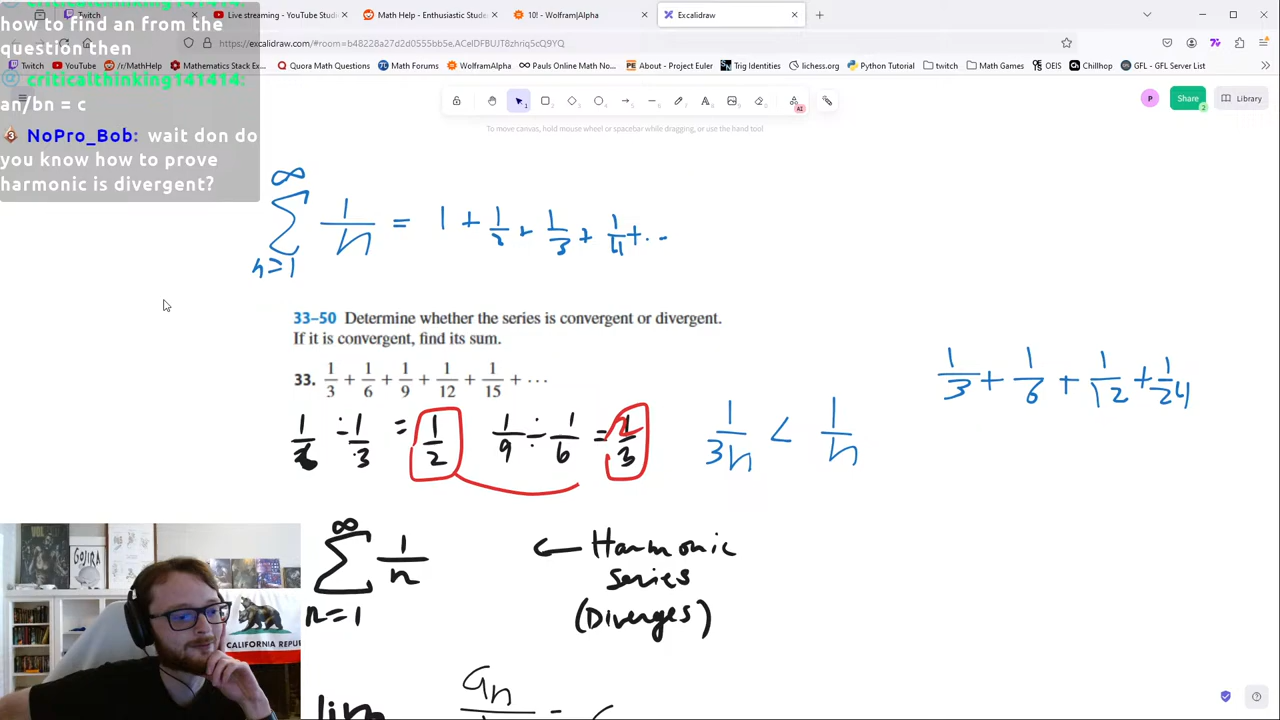 Twitch
Live streaming - YouTube Studio
Math Help - Enthusiastic Student
10! - Wolfram|Alpha
Excalidraw
https://excalidraw.com/#room=b48228a27d2d0555bb5e,ACeIDFBUJT8zhriq5cQ9YQ
Twitch
YouTube
(r/MatHelp
Mathematics Stack Ex...
Quora Math Questions
Math Forums
WolframAlpha
Pauls Online Math No...
About - Project Euler
Trig Identities
lichess.org
Random Number
Purchasing
twitch
Math Games
OEIS
Chillhop
GFL - GFL Server List
how to find an from the
question then
criticalthinking141414:
an/bn = c
NoPro_Bob: wait don do
you know how to prove
harmonic is divergent?
To move canvas, hold mouse wheel or spacebar while dragging, or use the hand tool
P
Share
2
Library
∞
∑ 1/n = 1 + 1/2 + 1/3 + 1/4 + ...
n=1
33–50 Determine whether the series is convergent or divergent.
If it is convergent, find its sum.
33. 1/3 + 1/6 + 1/9 + 1/12 + 1/15 + ···
1/3 + 1/6 + 1/12 + 1/24
1/6 ÷ 1/3 = 1/2 1/9 ÷ 1/6 = 2/3
1/3n < 1/n
∞
∑ 1/n ← Harmonic
series
n=1 (Diverges)
an
lim = c
GOJIRA
CALIFORNIA REPU